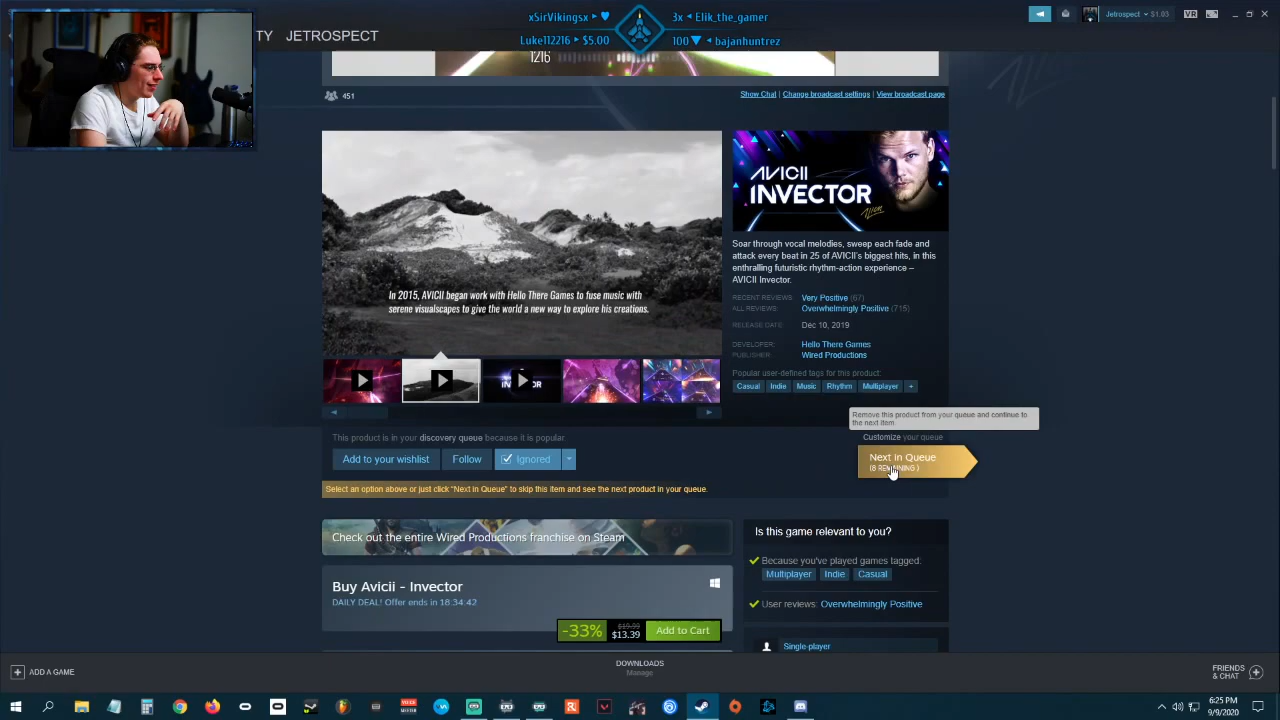 xSirVikingsx ▸ ♥
3x ◂ Elik_the_gamer
Luke112216 ▸ $5.00
100 ▼ ◂ bajanhuntrez
TY JETROSPECT
Jetrospect $1.03
VR
1216
451
Show Chat | Change broadcast settings | View broadcast page
In 2015, AVICII began work with Hello There Games to fuse music with
serene visualscapes to give the world a new way to explore his creations.
AVICII
INVECTOR
Soar through vocal melodies, sweep each fade and
attack every beat in 25 of AVICII's biggest hits, in this
enthralling futuristic rhythm-action experience –
AVICII Invector.
RECENT REVIEWS: Very Positive (67)
ALL REVIEWS: Overwhelmingly Positive (715)
RELEASE DATE: Dec 10, 2019
DEVELOPER: Hello There Games
PUBLISHER: Wired Productions
Popular user-defined tags for this product:
Casual Indie Music Rhythm Multiplayer +
Remove this product from your queue and continue to
the next item.
This product is in your discovery queue because it is popular
Customize your queue
Add to your wishlist Follow Ignored
Next in Queue
(8 REMAINING )
Select an option above or just click "Next in Queue" to skip this item and see the next product in your queue.
Check out the entire Wired Productions franchise on Steam
Is this game relevant to you?
Because you've played games tagged:
Multiplayer Indie Casual
User reviews: Overwhelmingly Positive
Single-player
Buy Avicii - Invector
DAILY DEAL! Offer ends in 18:34:42
-33% $19.99 $13.39 Add to Cart
ADD A GAME
DOWNLOADS
Manage
FRIENDS
& CHAT
VOICE
MEETER
6:25 PM
9/9/2020